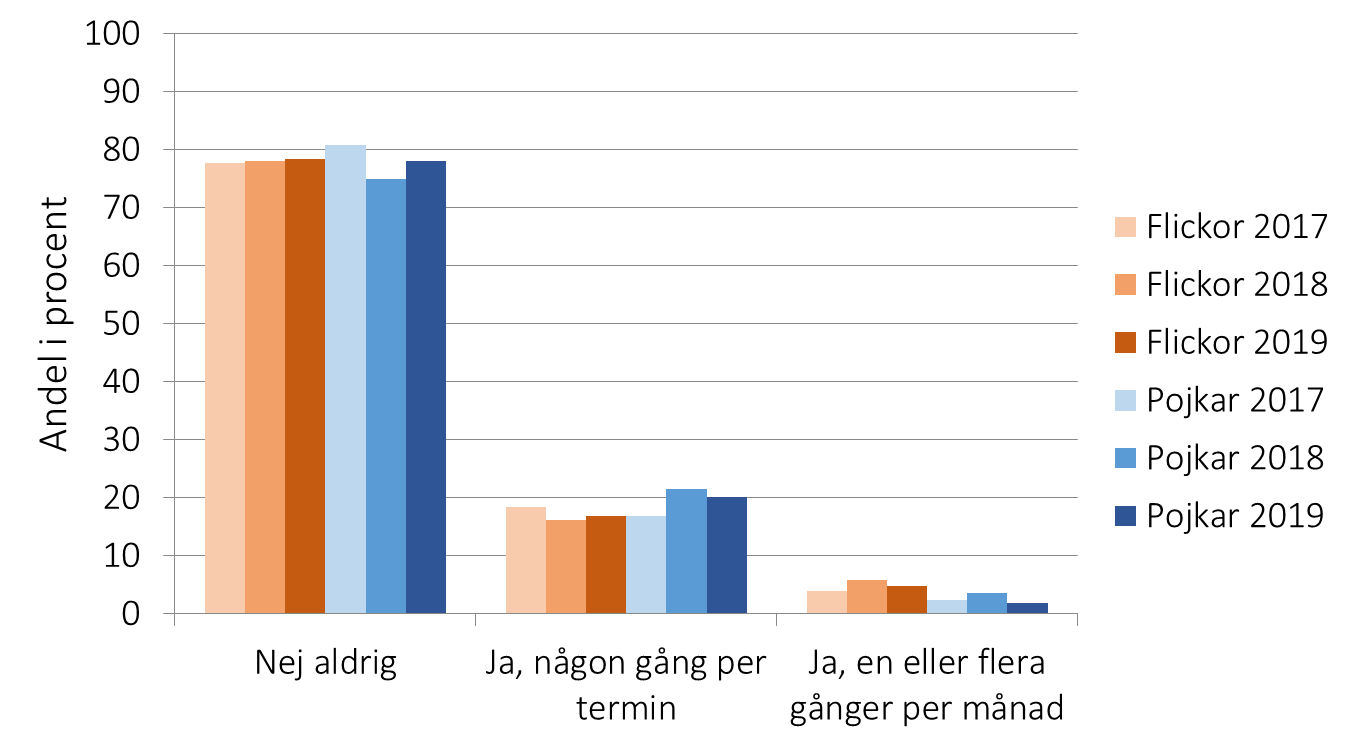 Andel i procent
100
90
80
70
60
50
40
30
20
10
0
Nej aldrig
Ja, någon gång per
termin
Ja, en eller flera
gånger per månad
Flickor 2017
Flickor 2018
Flickor 2019
Pojkar 2017
Pojkar 2018
Pojkar 2019